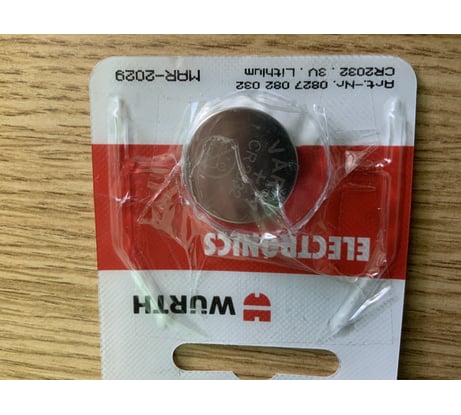 WÜRTH
ELECTRONICS
Art.-Nr. 0827 082 032
CR2032 . 3V . Lithium
MAR-2029